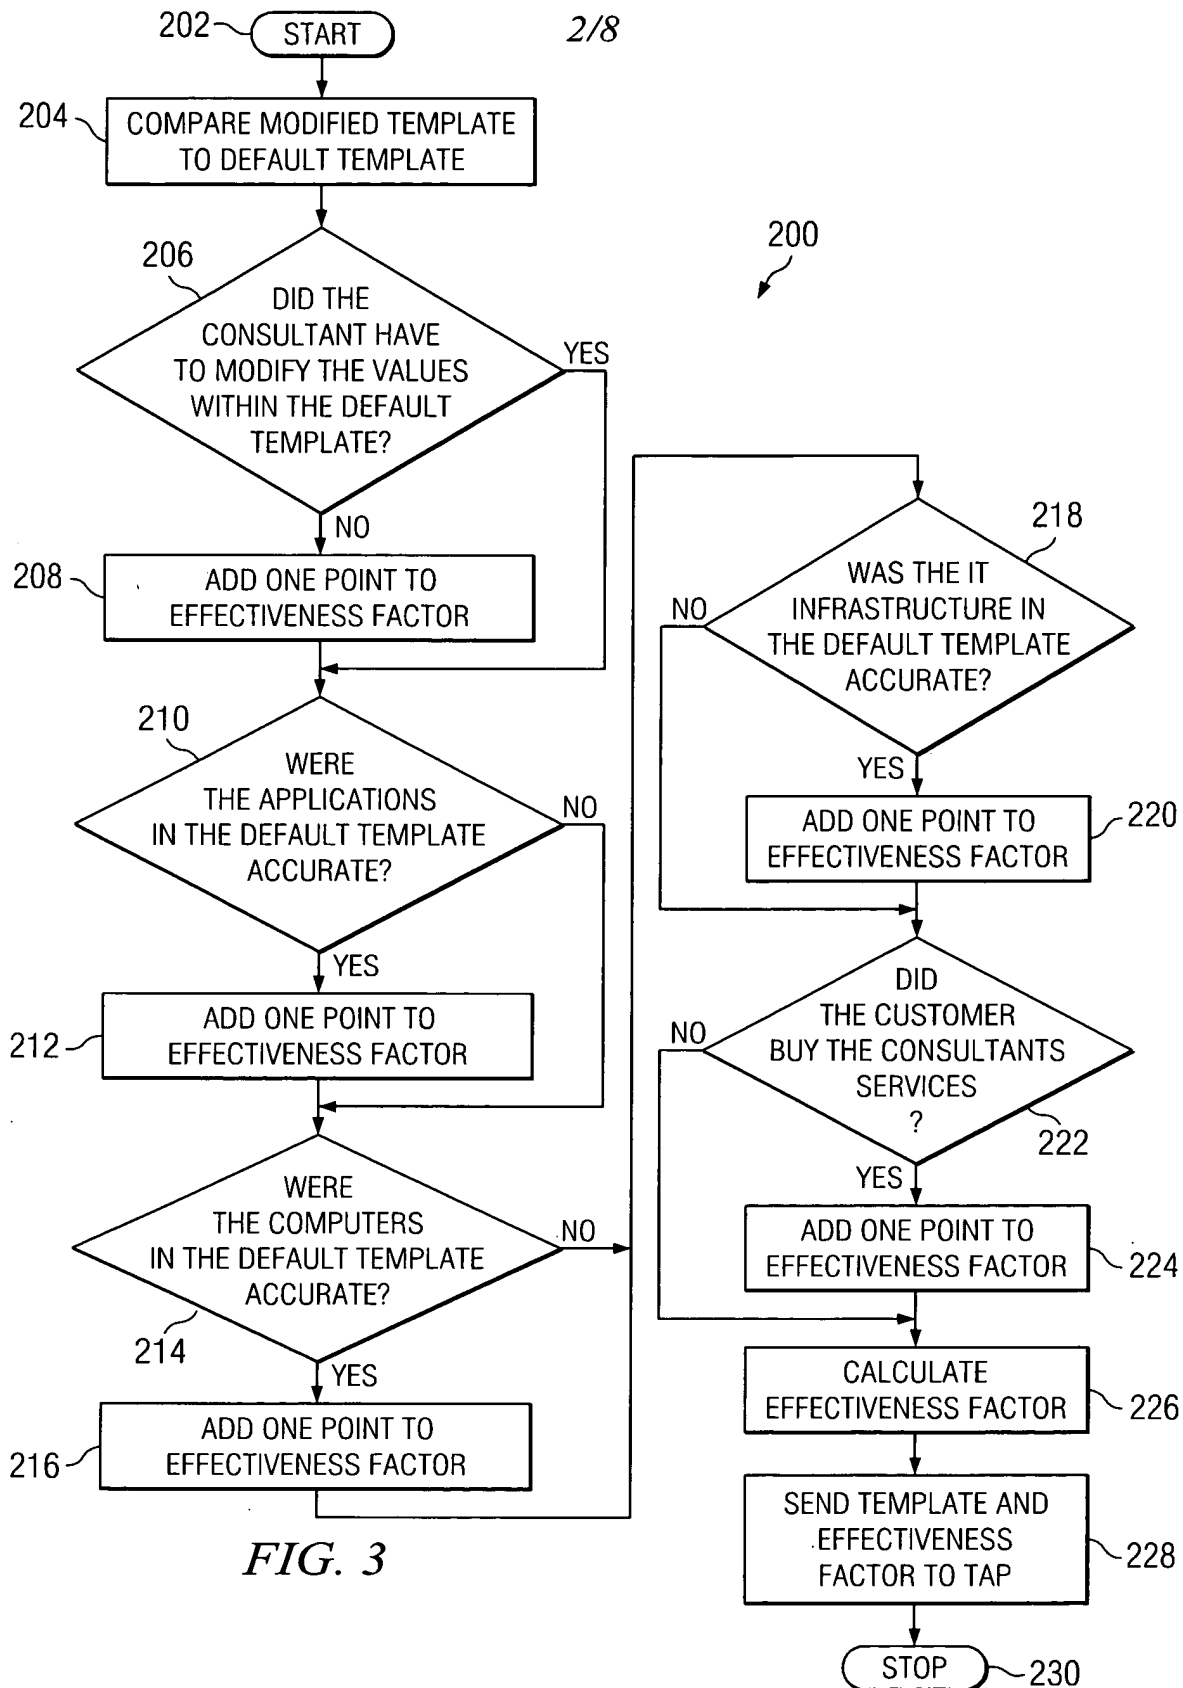 2/8
202
START
204
COMPARE MODIFIED TEMPLATE
TO DEFAULT TEMPLATE
206
DID THE
CONSULTANT HAVE
TO MODIFY THE VALUES
WITHIN THE DEFAULT
TEMPLATE?
YES
NO
208
ADD ONE POINT TO
EFFECTIVENESS FACTOR
210
WERE
THE APPLICATIONS
IN THE DEFAULT TEMPLATE
ACCURATE?
NO
YES
212
ADD ONE POINT TO
EFFECTIVENESS FACTOR
WERE
THE COMPUTERS
IN THE DEFAULT TEMPLATE
ACCURATE?
NO
214
YES
216
ADD ONE POINT TO
EFFECTIVENESS FACTOR
FIG. 3
200
218
WAS THE IT
INFRASTRUCTURE IN
THE DEFAULT TEMPLATE
ACCURATE?
NO
YES
220
ADD ONE POINT TO
EFFECTIVENESS FACTOR
DID
THE CUSTOMER
BUY THE CONSULTANTS
SERVICES
?
NO
222
YES
ADD ONE POINT TO
EFFECTIVENESS FACTOR
224
CALCULATE
EFFECTIVENESS FACTOR
226
SEND TEMPLATE AND
EFFECTIVENESS
FACTOR TO TAP
228
STOP
230